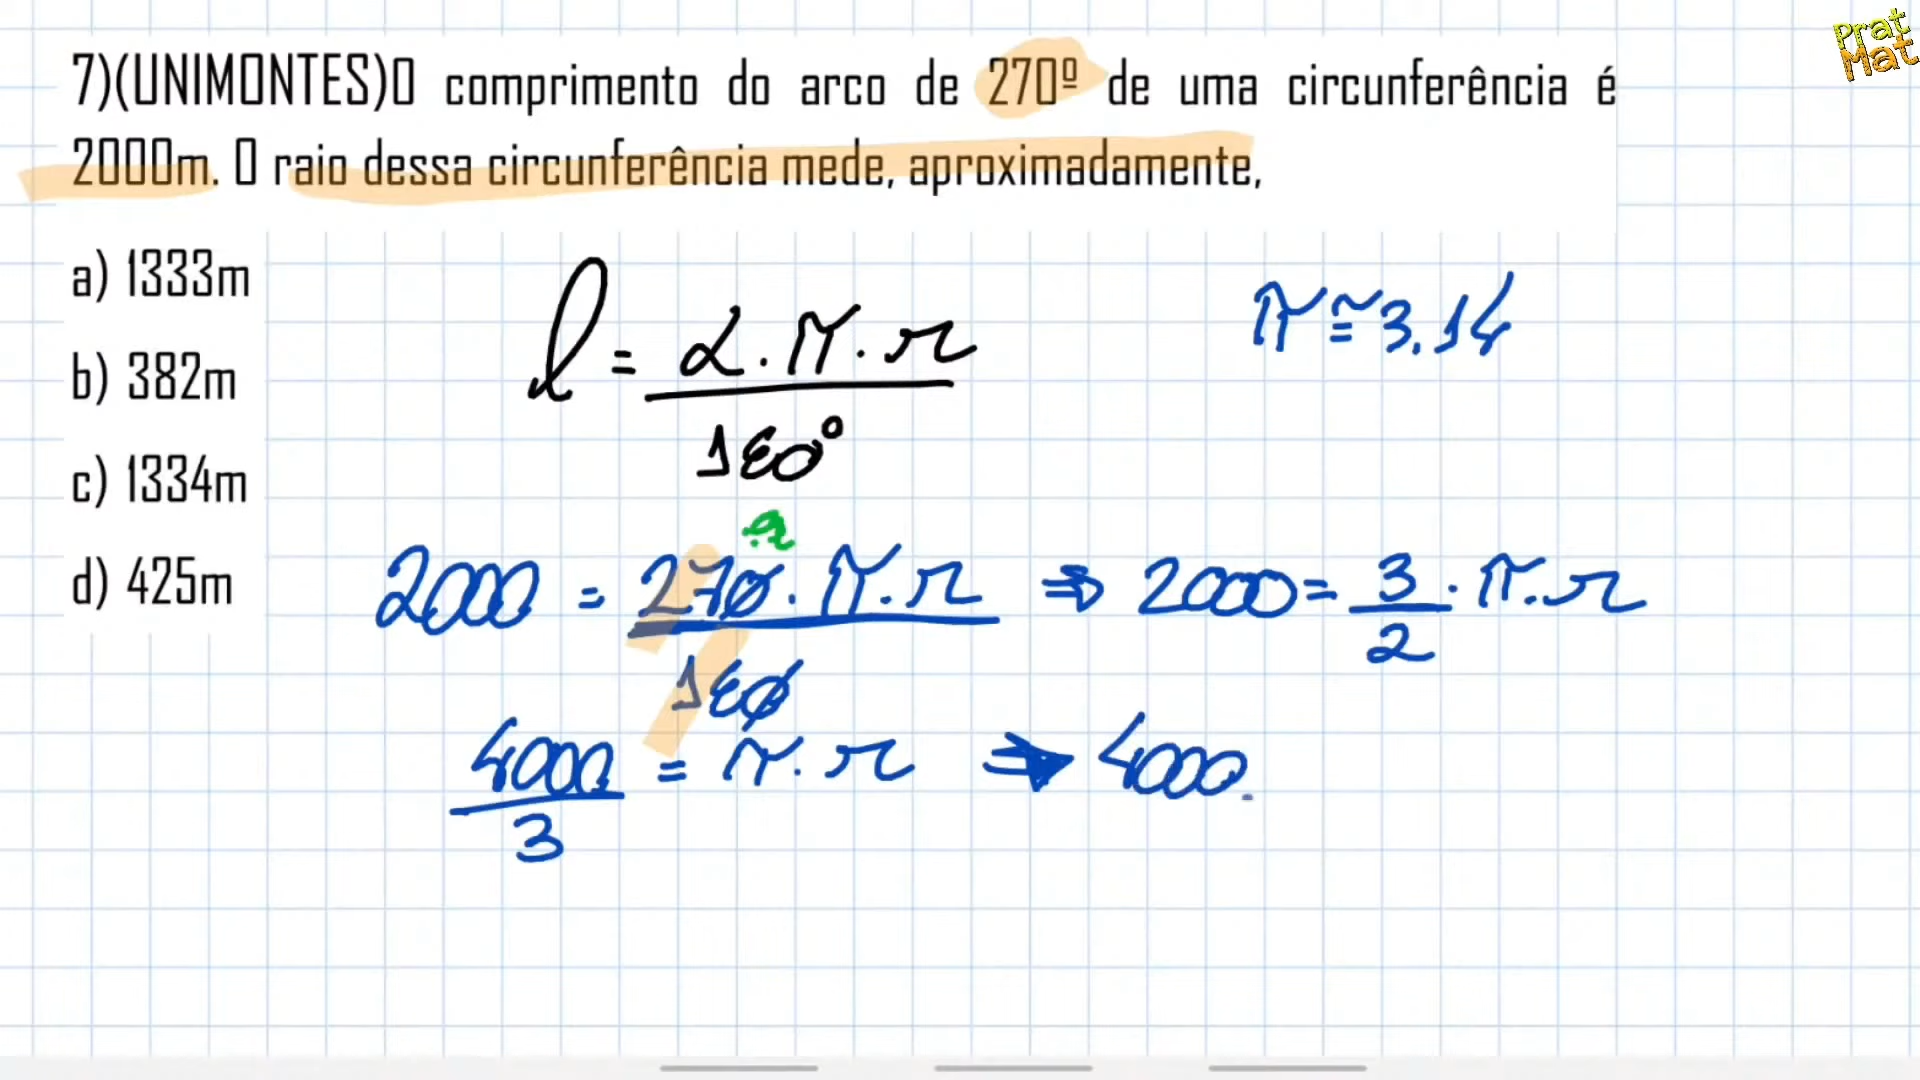 Prat
Mat
7)(UNIMONTES)O comprimento do arco de 270º de uma circunferência é
2000m. O raio dessa circunferência mede, aproximadamente,
a) 1333m
b) 382m
c) 1334m
d) 425m
l = α.π.r
180°
π ≅ 3.14
2000 = 270.π.r ⇒ 2000 = 3/2 . π.r
180
4000/3 = π.r ⇒ 4000.